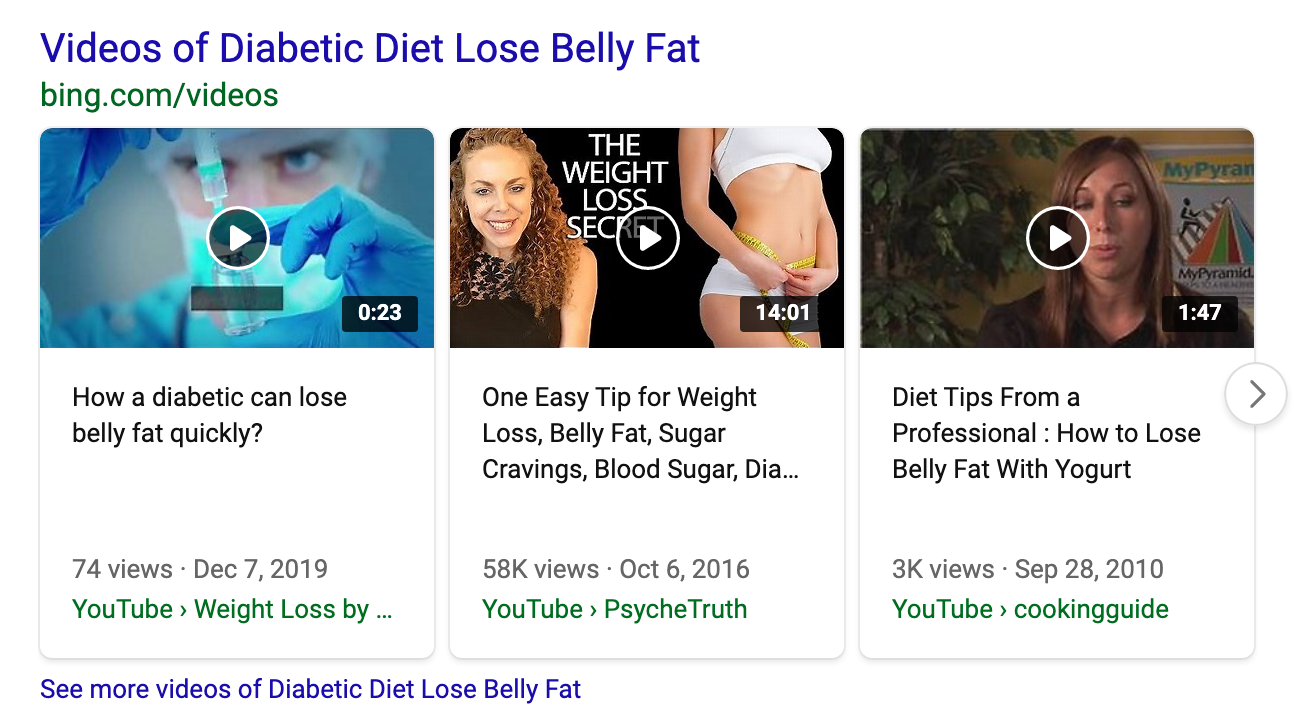 Videos of Diabetic Diet Lose Belly Fat
bing.com/videos
0:23
How a diabetic can lose
belly fat quickly?
74 views · Dec 7, 2019
YouTube › Weight Loss by ...
THE
WEIGHT
LOSS
SECRET
14:01
One Easy Tip for Weight
Loss, Belly Fat, Sugar
Cravings, Blood Sugar, Dia...
58K views · Oct 6, 2016
YouTube › PsycheTruth
MyPyram
MyPyramid.
1:47
Diet Tips From a
Professional : How to Lose
Belly Fat With Yogurt
3K views · Sep 28, 2010
YouTube › cookingguide
See more videos of Diabetic Diet Lose Belly Fat